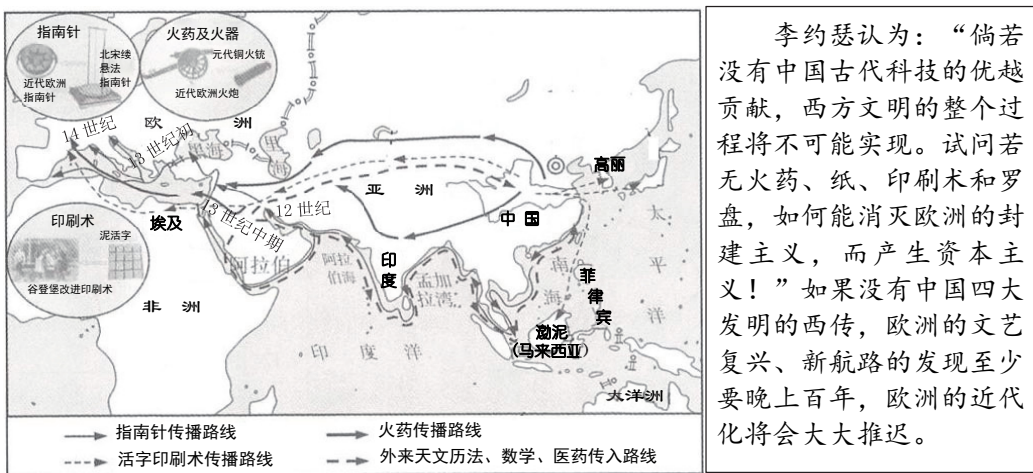 指南针
北宋缕
悬法
指南针
近代欧洲
指南针
火药及火器
元代铜火铳
近代欧洲火炮
14世纪
欧洲
13世纪初
黑海
里海
亚洲
高丽
中国
太平洋
埃及
13世纪中期
12世纪
阿拉伯
阿拉伯海
印度
孟加拉湾
南海
菲律宾
渤泥
(马来西亚)
印刷术
泥活字
谷登堡改进印刷术
非洲
印度洋
大洋洲
指南针传播路线
火药传播路线
活字印刷术传播路线
外来天文历法、数学、医药传入路线
李约瑟认为：“倘若
没有中国古代科技的优越
贡献，西方文明的整个过
程将不可能实现。试问若
无火药、纸、印刷术和罗
盘，如何能消灭欧洲的封
建主义，而产生资本主
义！”如果没有中国四大
发明的西传，欧洲的文艺
复兴、新航路的发现至少
要晚上百年，欧洲的近代
化将会大大推迟。